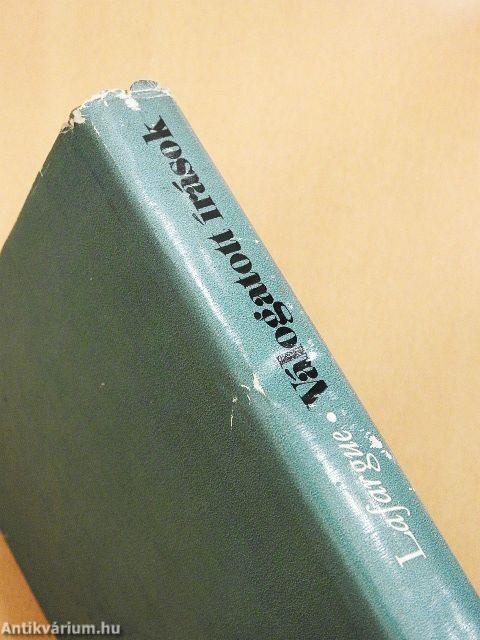 Lafargue • Válogatott írások
Antikvárium.hu